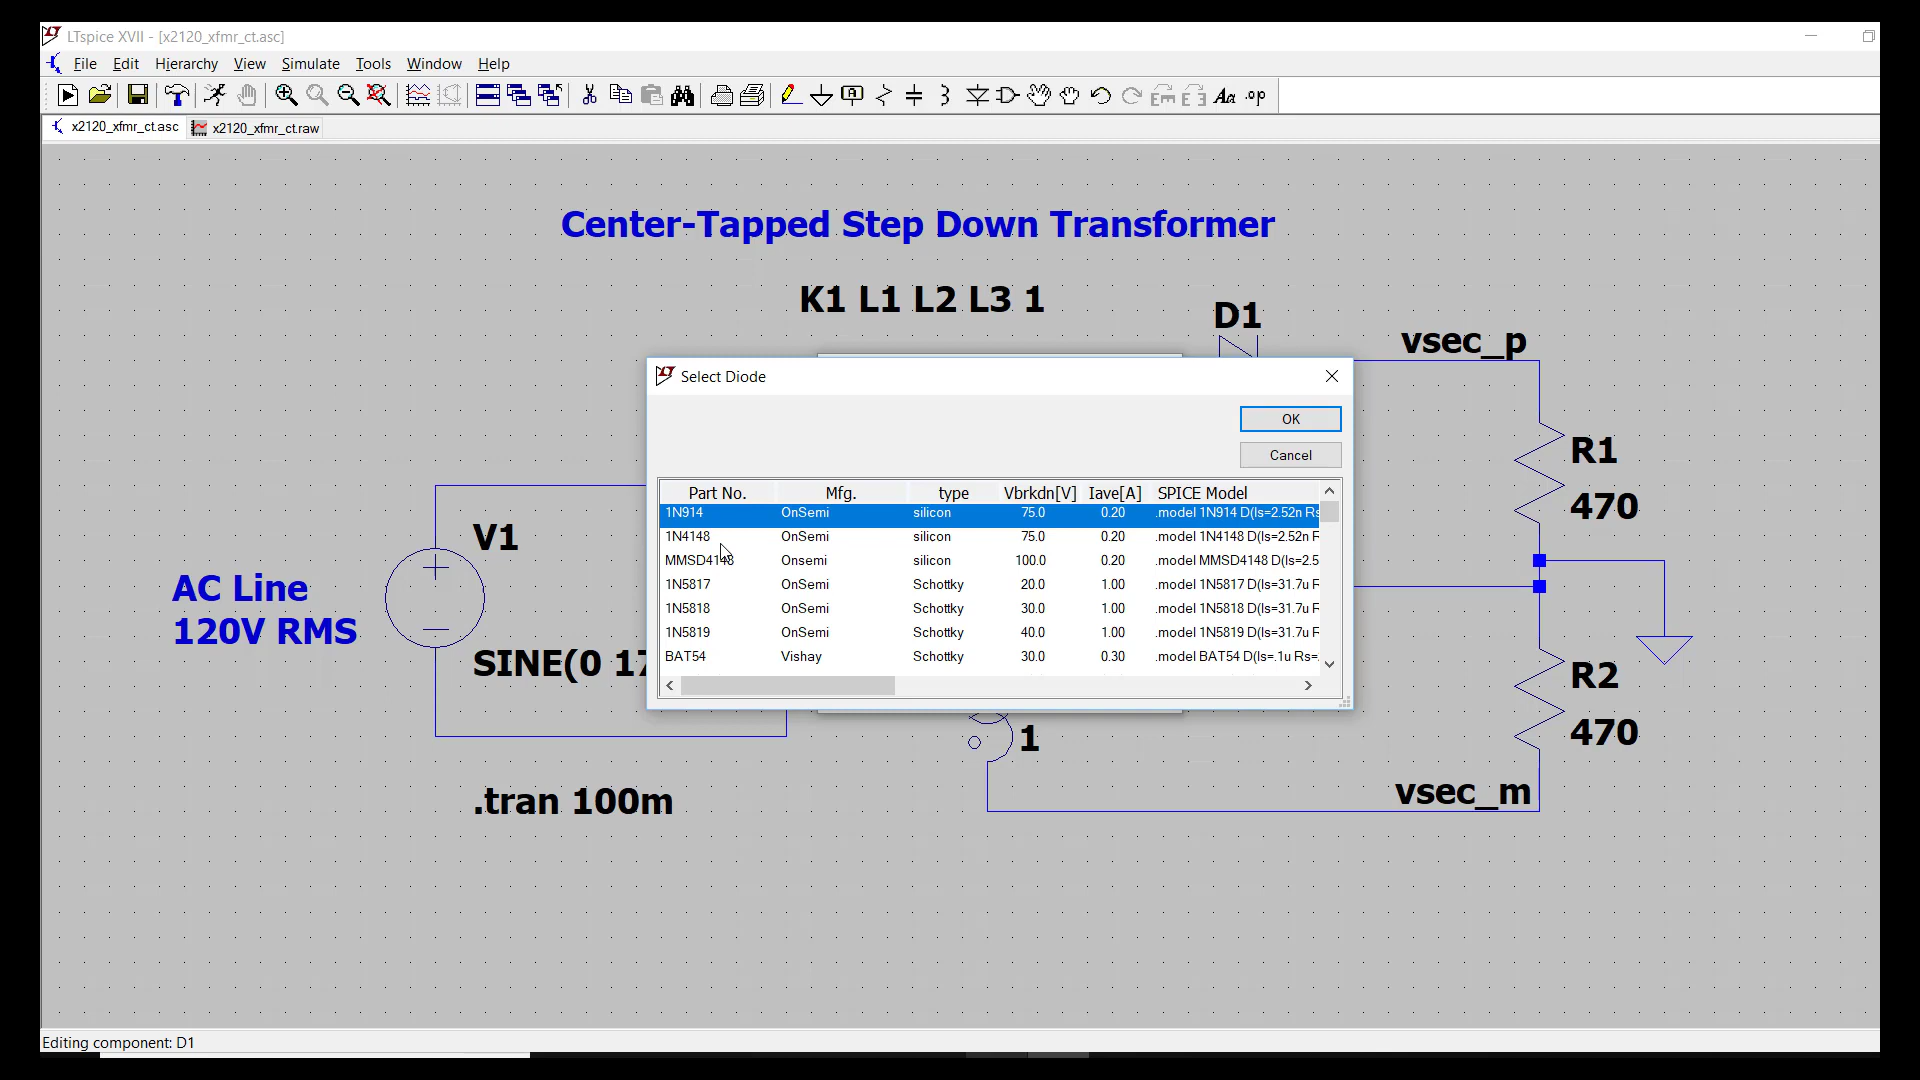 LTspice XVII - [x2120_xfmr_ct.asc]
File Edit Hierarchy View Simulate Tools Window Help
.op
x2120_xfmr_ct.asc x2120_xfmr_ct.raw
Center-Tapped Step Down Transformer
K1 L1 L2 L3 1
D1
vsec_p
Select Diode
OK
Cancel
Part No. Mfg. type Vbrkdn[V] Iave[A] SPICE Model
1N914 OnSemi silicon 75.0 0.20 .model 1N914 D(Is=2.52n Rs
1N4148 OnSemi silicon 75.0 0.20 .model 1N4148 D(Is=2.52n R
MMSD4148 Onsemi silicon 100.0 0.20 .model MMSD4148 D(Is=2.5
1N5817 OnSemi Schottky 20.0 1.00 .model 1N5817 D(Is=31.7u R
1N5818 OnSemi Schottky 30.0 1.00 .model 1N5818 D(Is=31.7u R
1N5819 OnSemi Schottky 40.0 1.00 .model 1N5819 D(Is=31.7u R
BAT54 Vishay Schottky 30.0 0.30 .model BAT54 D(Is=.1u Rs=
R1
470
V1
AC Line
120V RMS
SINE(0 17
R2
470
1
vsec_m
.tran 100m
Editing component: D1